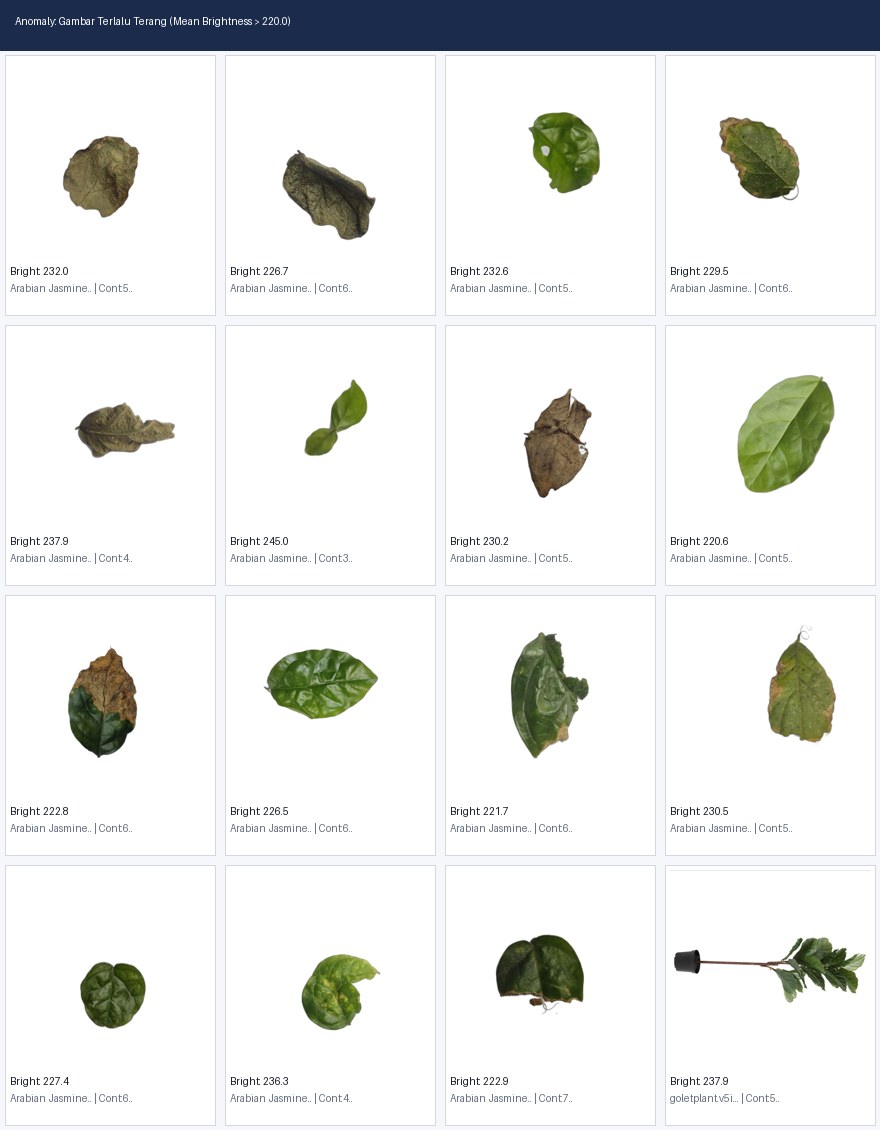 Anomaly: Gambar Terlalu Terang (Mean Brightness > 220.0)
Bright 232.0
Arabian Jasmine.. | Cont5..
Bright 226.7
Arabian Jasmine.. | Cont6..
Bright 232.6
Arabian Jasmine.. | Cont5..
Bright 229.5
Arabian Jasmine.. | Cont6..
Bright 237.9
Arabian Jasmine.. | Cont4..
Bright 245.0
Arabian Jasmine.. | Cont3..
Bright 230.2
Arabian Jasmine.. | Cont5..
Bright 220.6
Arabian Jasmine.. | Cont5..
Bright 222.8
Arabian Jasmine.. | Cont6..
Bright 226.5
Arabian Jasmine.. | Cont6..
Bright 221.7
Arabian Jasmine.. | Cont6..
Bright 230.5
Arabian Jasmine.. | Cont5..
Bright 227.4
Arabian Jasmine.. | Cont6..
Bright 236.3
Arabian Jasmine.. | Cont4..
Bright 222.9
Arabian Jasmine.. | Cont7..
Bright 237.9
goletplant.v5i... | Cont5..